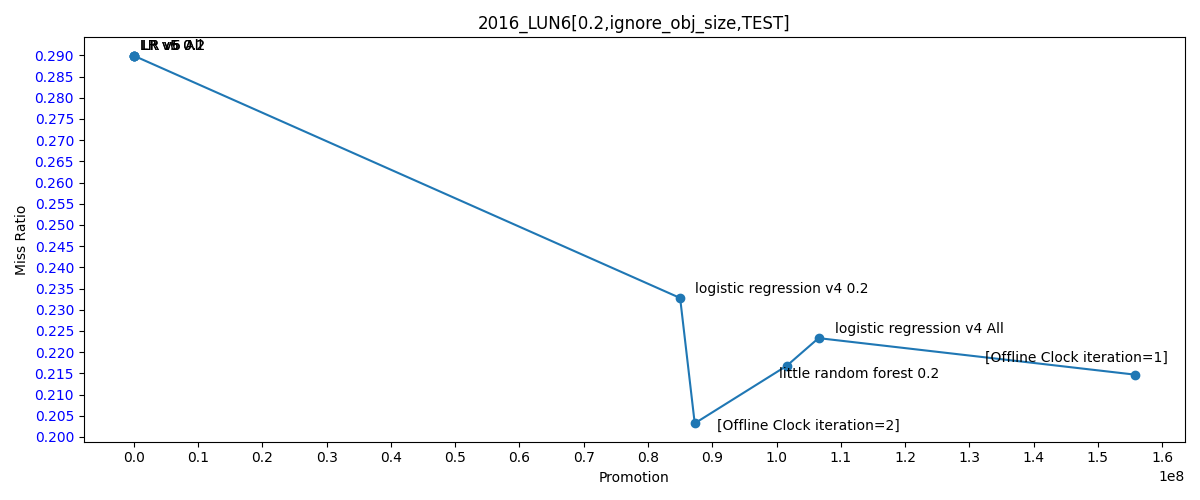 2016_LUN6[0.2,ignore_obj_size,TEST]
Miss Ratio
0.290
0.285
0.280
0.275
0.270
0.265
0.260
0.255
0.250
0.245
0.240
0.235
0.230
0.225
0.220
0.215
0.210
0.205
0.200
logistic regression v4 0.2
logistic regression v4 All
[Offline Clock iteration=1]
little random forest 0.2
[Offline Clock iteration=2]
0.0 0.1 0.2 0.3 0.4 0.5 0.6 0.7 0.8 0.9 1.0 1.1 1.2 1.3 1.4 1.5 1.6
1e8
Promotion